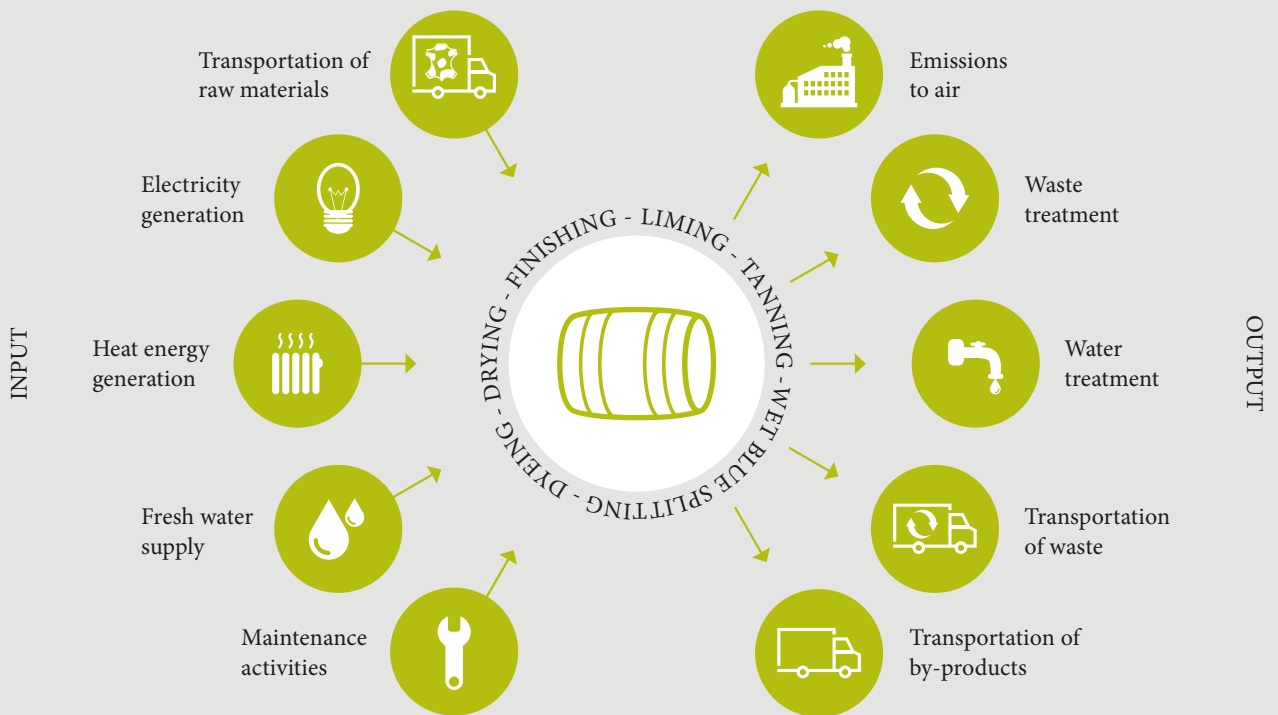 INPUT
Transportation of
raw materials
Electricity
generation
Heat energy
generation
Fresh water
supply
Maintenance
activities
LIMING - TANNING - WET BLUE SPLITTING - DYEING - DRYING - FINISHING -
Emissions
to air
Waste
treatment
Water
treatment
Transportation
of waste
Transportation of
by-products
OUTPUT